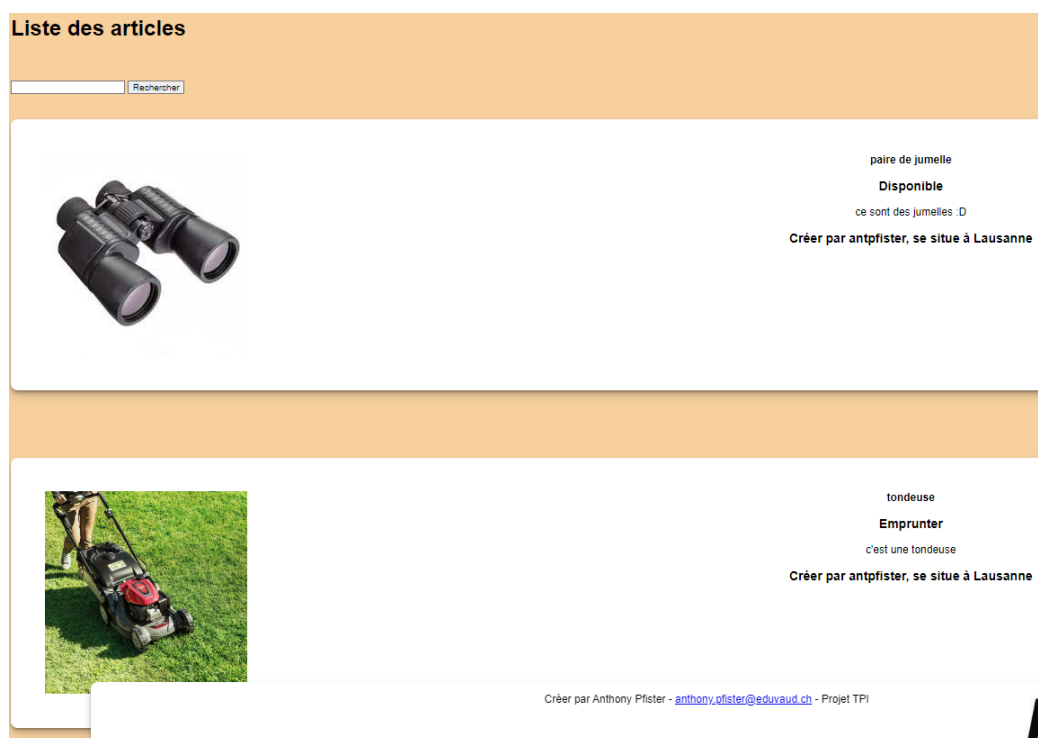 Liste des articles
Rechercher
paire de jumelle
Disponible
ce sont des jumelles :D
Créer par antpfister, se situe à Lausanne
tondeuse
Emprunter
c'est une tondeuse
Créer par antpfister, se situe à Lausanne
Créer par Anthony Pfister - anthony.pfister@eduvaud.ch - Projet TPI